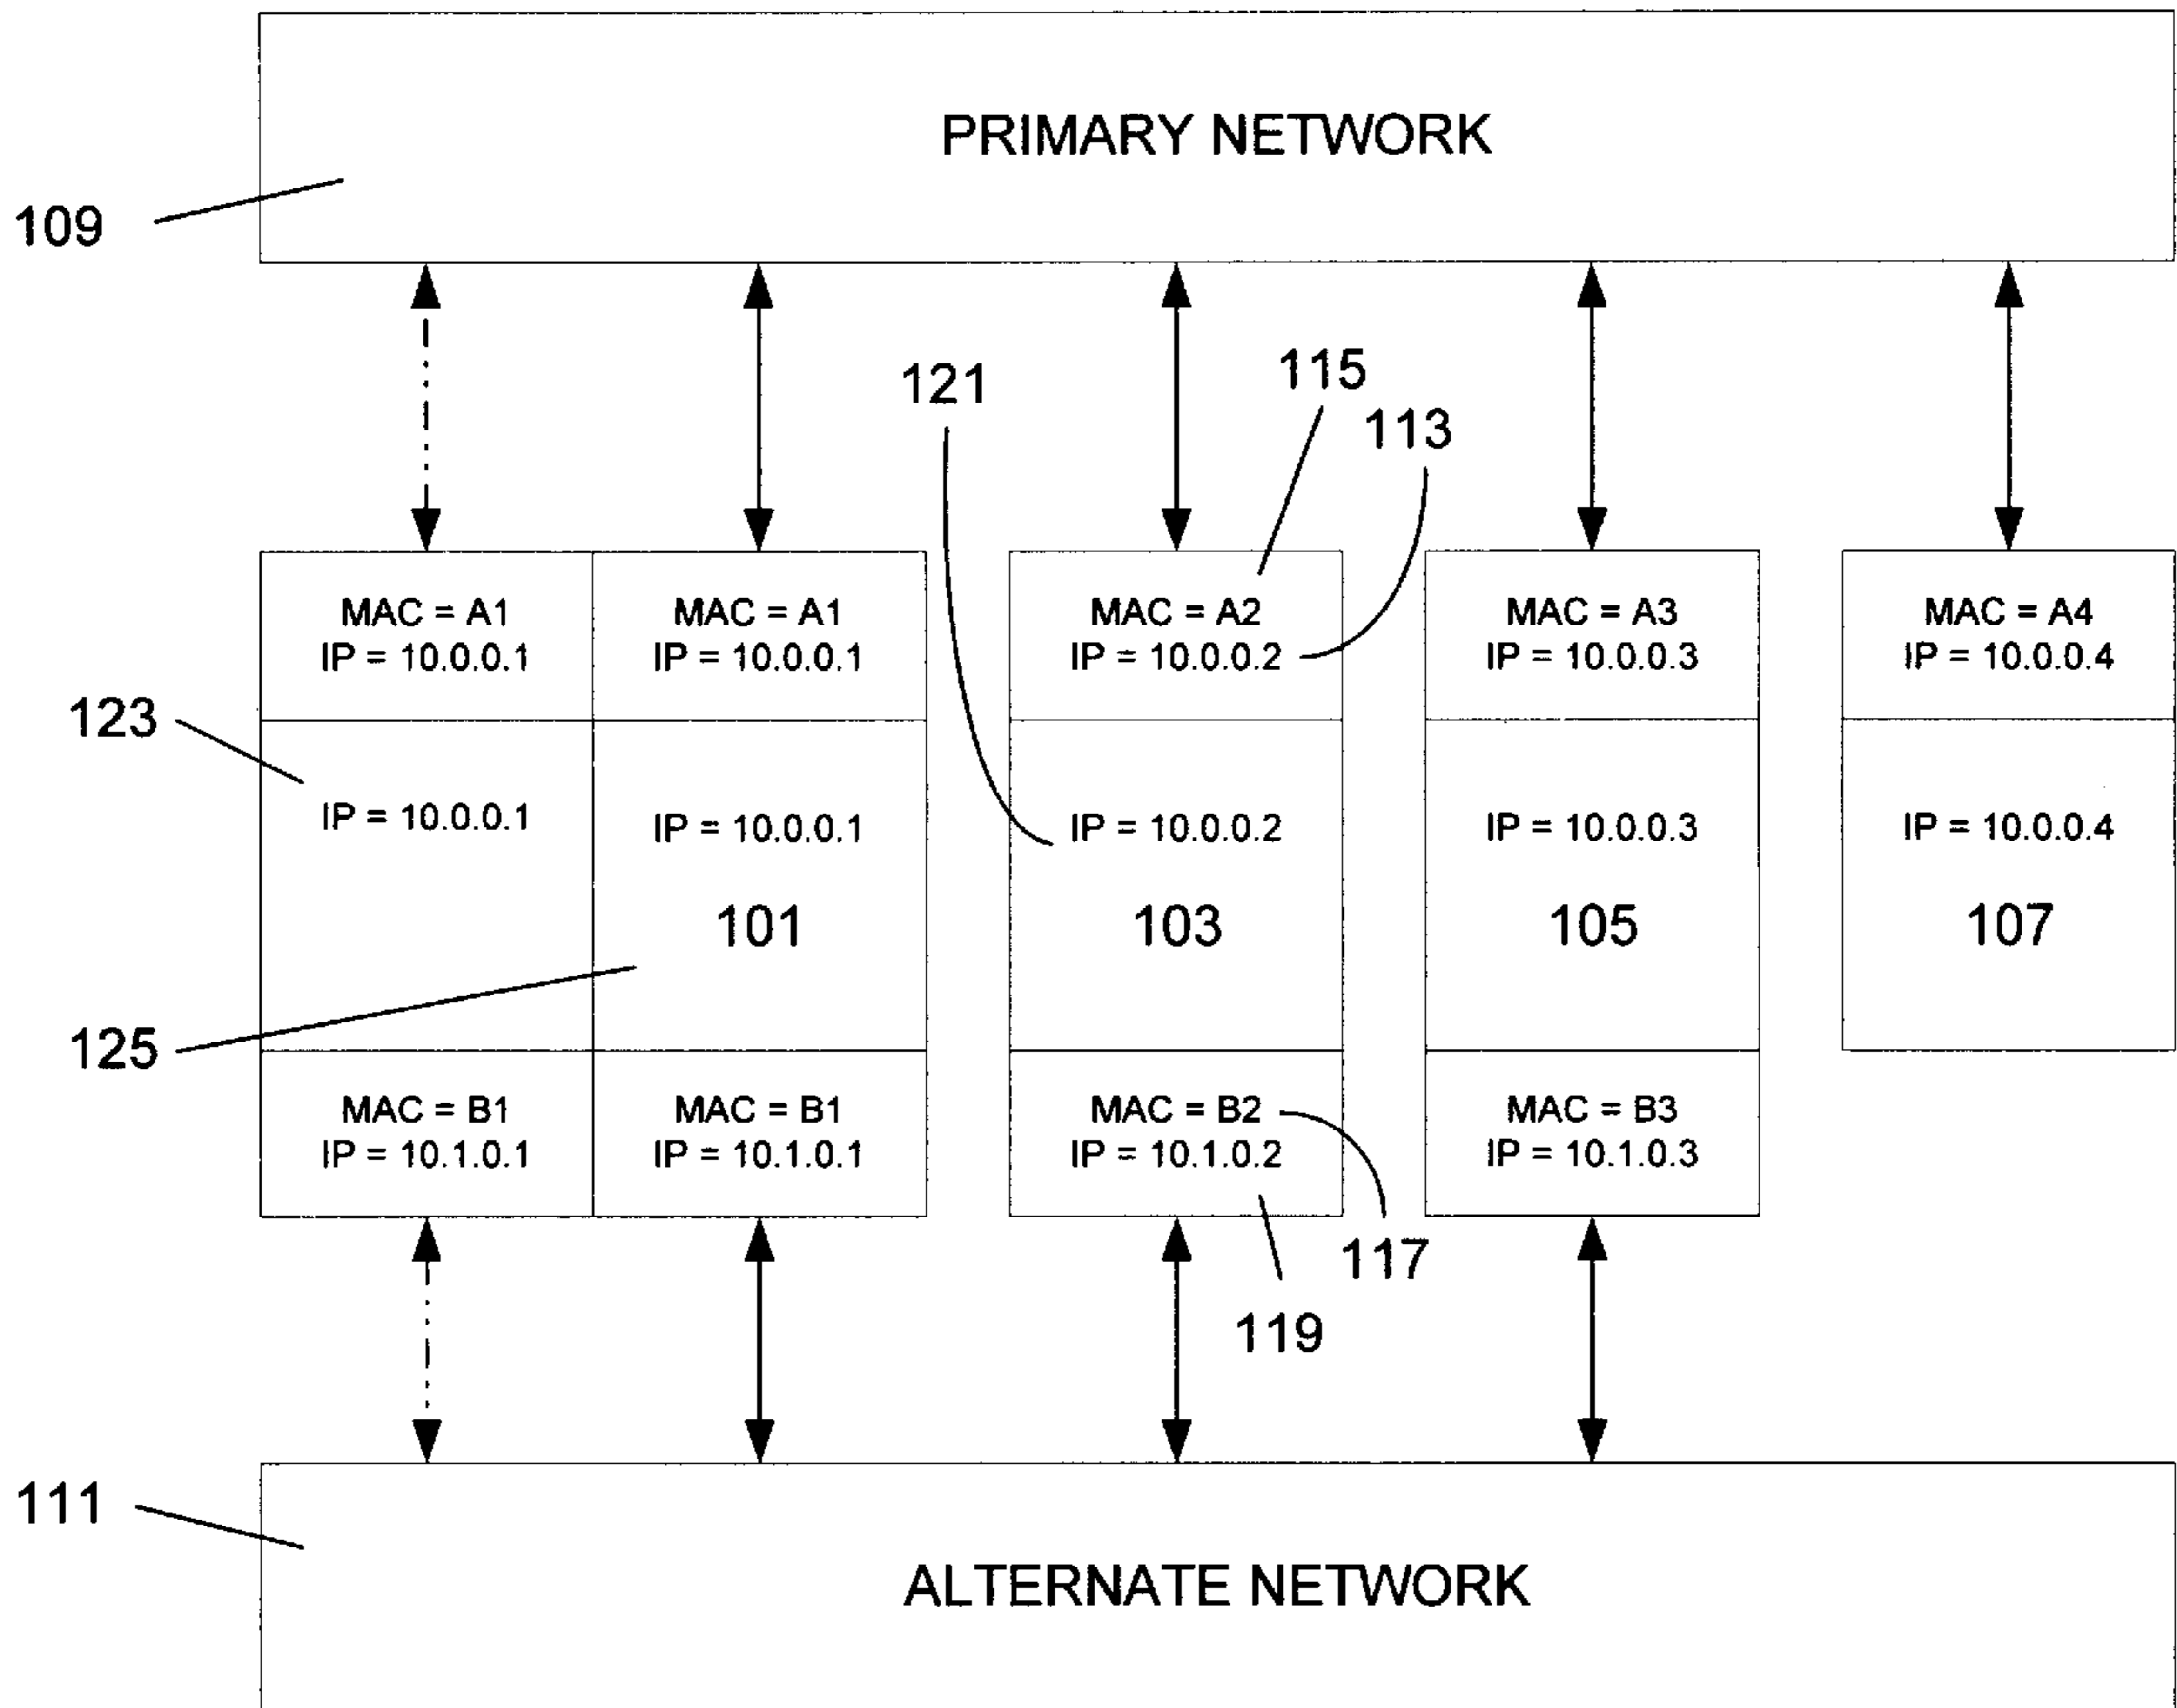 PRIMARY NETWORK
109
115
121
113
MAC = A1
IP = 10.0.0.1
MAC = A1
IP = 10.0.0.1
MAC = A2
IP = 10.0.0.2
MAC = A3
IP = 10.0.0.3
MAC = A4
IP = 10.0.0.4
123
IP = 10.0.0.1
IP = 10.0.0.1
IP = 10.0.0.2
IP = 10.0.0.3
IP = 10.0.0.4
101
103
105
107
125
MAC = B1
IP = 10.1.0.1
MAC = B1
IP = 10.1.0.1
MAC = B2
IP = 10.1.0.2
MAC = B3
IP = 10.1.0.3
117
119
111
ALTERNATE NETWORK